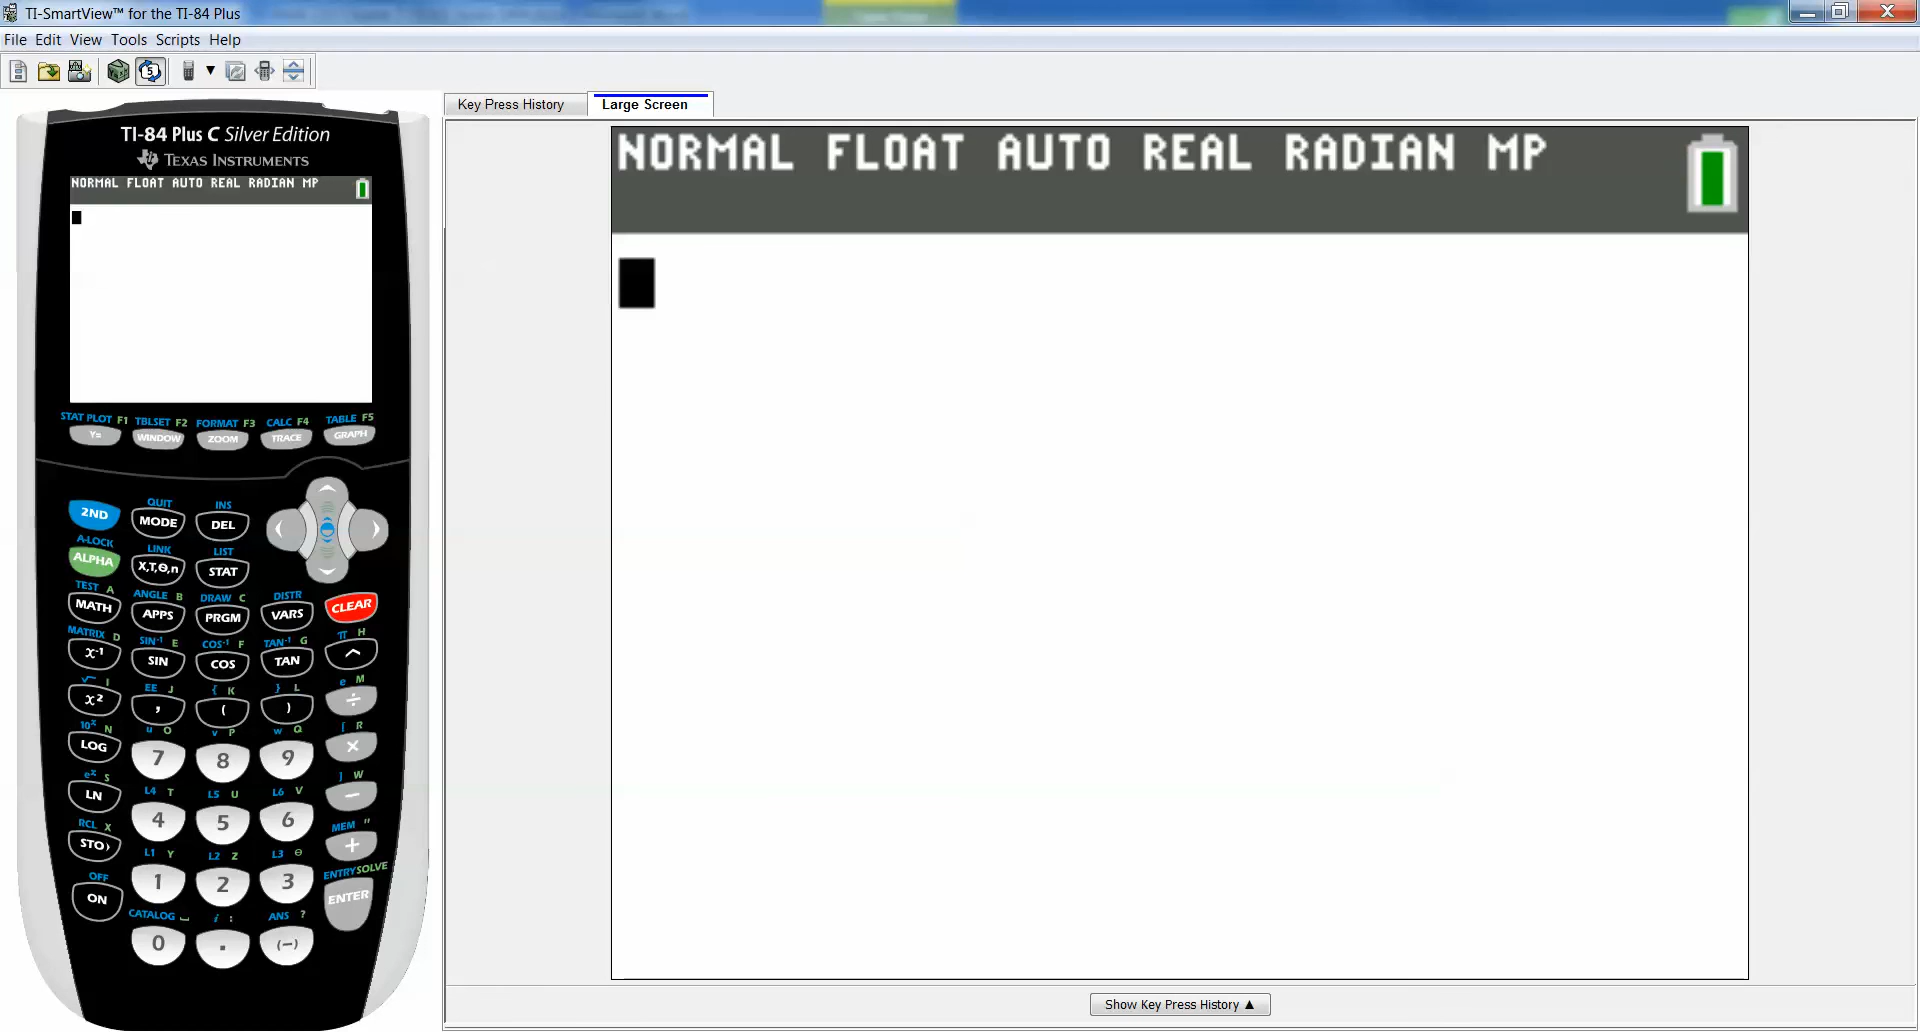 TI-SmartView™ for the TI-84 Plus
File Edit View Tools Scripts Help
Key Press History Large Screen
TI-84 Plus C Silver Edition
TEXAS INSTRUMENTS
NORMAL FLOAT AUTO REAL RADIAN MP
NORMAL FLOAT AUTO REAL RADIAN MP
STAT PLOT F1 TBLSET F2 FORMAT F3 CALC F4 TABLE F5
Y= WINDOW ZOOM TRACE GRAPH
QUIT INS
2ND MODE DEL
A-LOCK LINK LIST
ALPHA X,T,Θ,n STAT
TEST A ANGLE B DRAW C DISTR
MATH APPS PRGM VARS CLEAR
MATRIX D SIN⁻¹ E COS⁻¹ F TAN⁻¹ G π H
x⁻¹ SIN COS TAN ^
√ I EE J { K } L e M
x² , ( ) ÷
10ˣ N u O v P w Q [ R
LOG 7 8 9 ×
eˣ S L4 T L5 U L6 V ] W
LN 4 5 6 −
RCL X L1 Y L2 Z L3 Θ MEM "
STO› 1 2 3 +
OFF CATALOG ⎵ i : ANS ? ENTRY SOLVE
ON 0 . (−) ENTER
Show Key Press History ▲